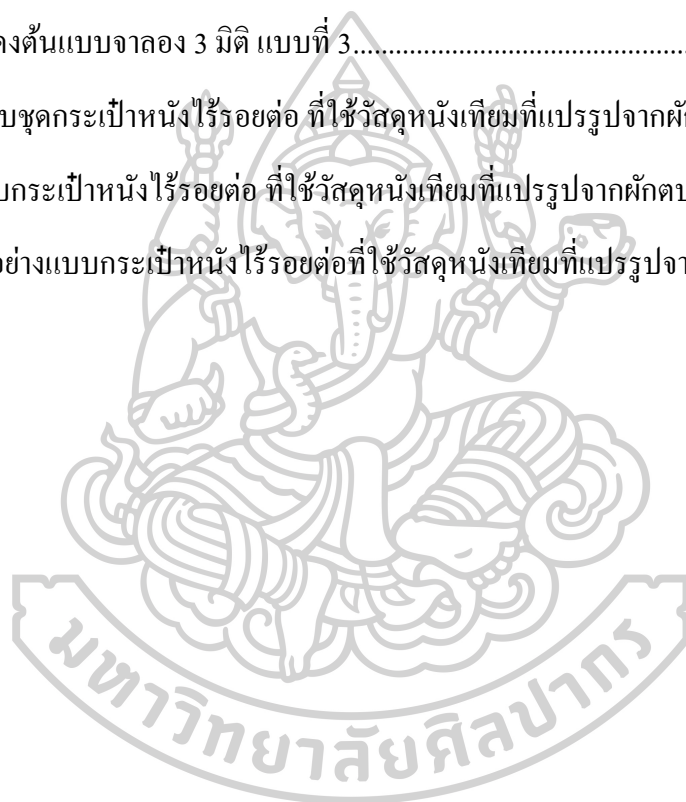 งต้นแบบจาลอง 3 มิติ แบบที่ 3
บชุดกระเป๋าหนังไร้รอยต่อ ที่ใช้วัสดุหนังเทียมที่แปรรูปจากผัก
บกระเป๋าหนังไร้รอยต่อ ที่ใช้วัสดุหนังเทียมที่แปรรูปจากผักตบ
อย่างแบบกระเป๋าหนังไร้รอยต่อที่ใช้วัสดุหนังเทียมที่แปรรูปจา
มหาวิทยาลัยศิลปากร